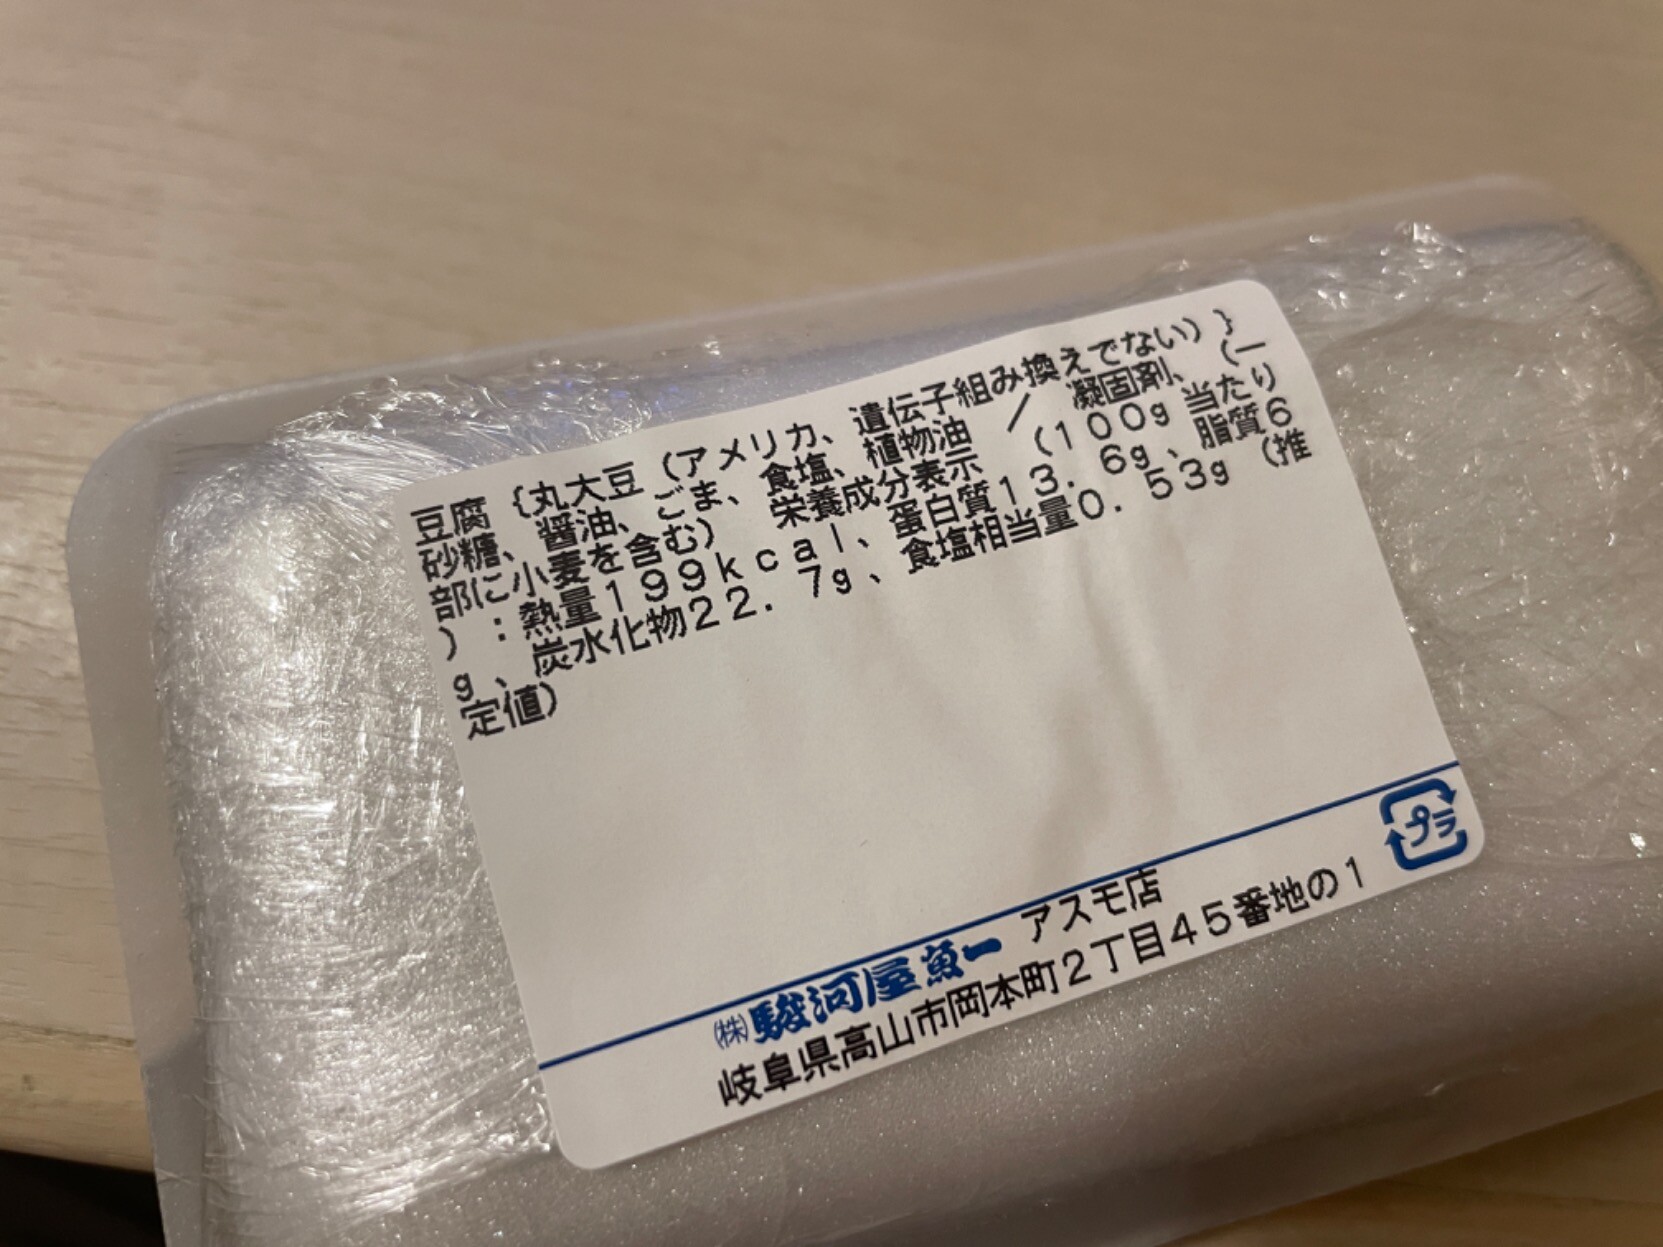 豆腐｛丸大豆（アメリカ、遺伝子組み換えでない）｝
砂糖、醤油、ごま、食塩、植物油 ／ 凝固剤、（一
部に小麦を含む） 栄養成分表示 （１００ｇ当たり
）：熱量１９９ｋｃａｌ、蛋白質１３．６ｇ、脂質６
ｇ、炭水化物２２．７ｇ、食塩相当量０．５３ｇ（推
定値）
プラ
㈱駿河屋魚一 アスモ店
岐阜県高山市岡本町２丁目４５番地の１